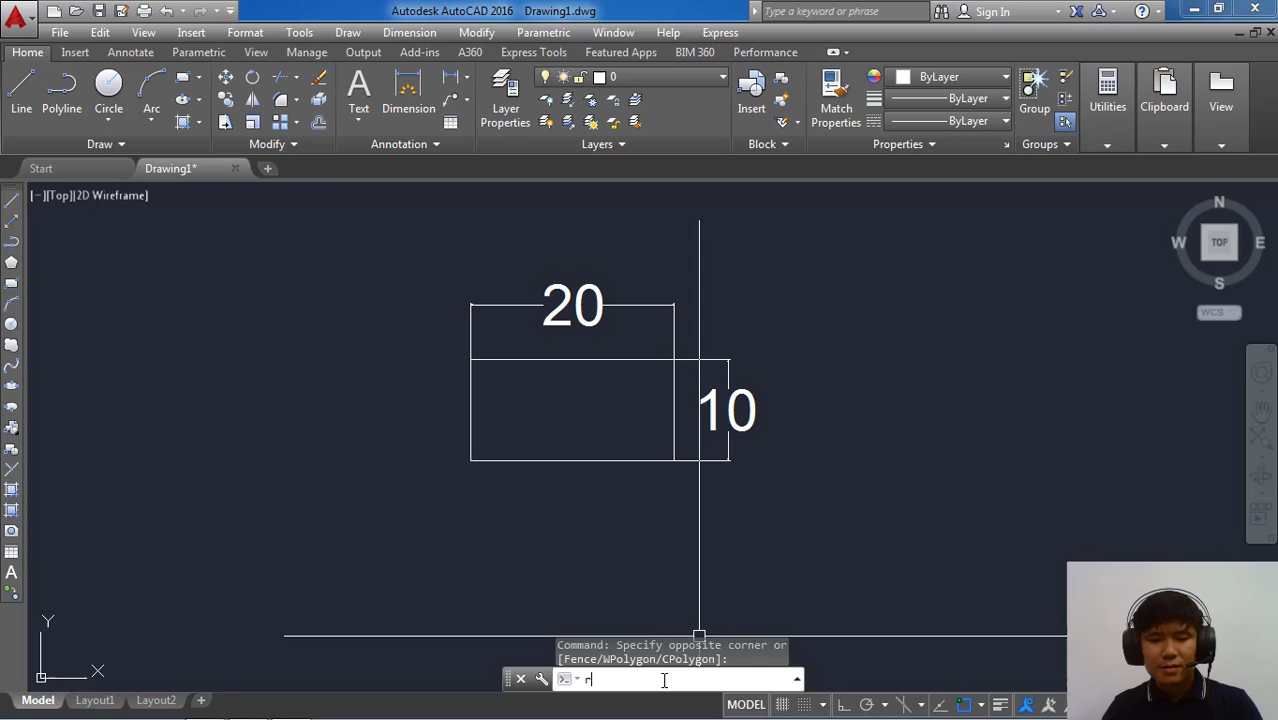 Autodesk AutoCAD 2016 Drawing1.dwg
Type a keyword or phrase
Sign In
File Edit View Insert Format Tools Draw Dimension Modify Parametric Window Help Express
Home Insert Annotate Parametric View Manage Output Add-ins A360 Express Tools Featured Apps BIM 360 Performance
Line Polyline Circle Arc Text Dimension Layer Properties 0 Insert Match Properties ByLayer Group Utilities Clipboard View
ByLayer
ByLayer
Draw Modify Annotation Layers Block Properties Groups
Start Drawing1*
[−][Top][2D Wireframe]
N
W TOP E
S
WCS
20
10
Y
X
Command: Specify opposite corner or
[Fence/WPolygon/CPolygon]:
r
Model Layout1 Layout2 + MODEL